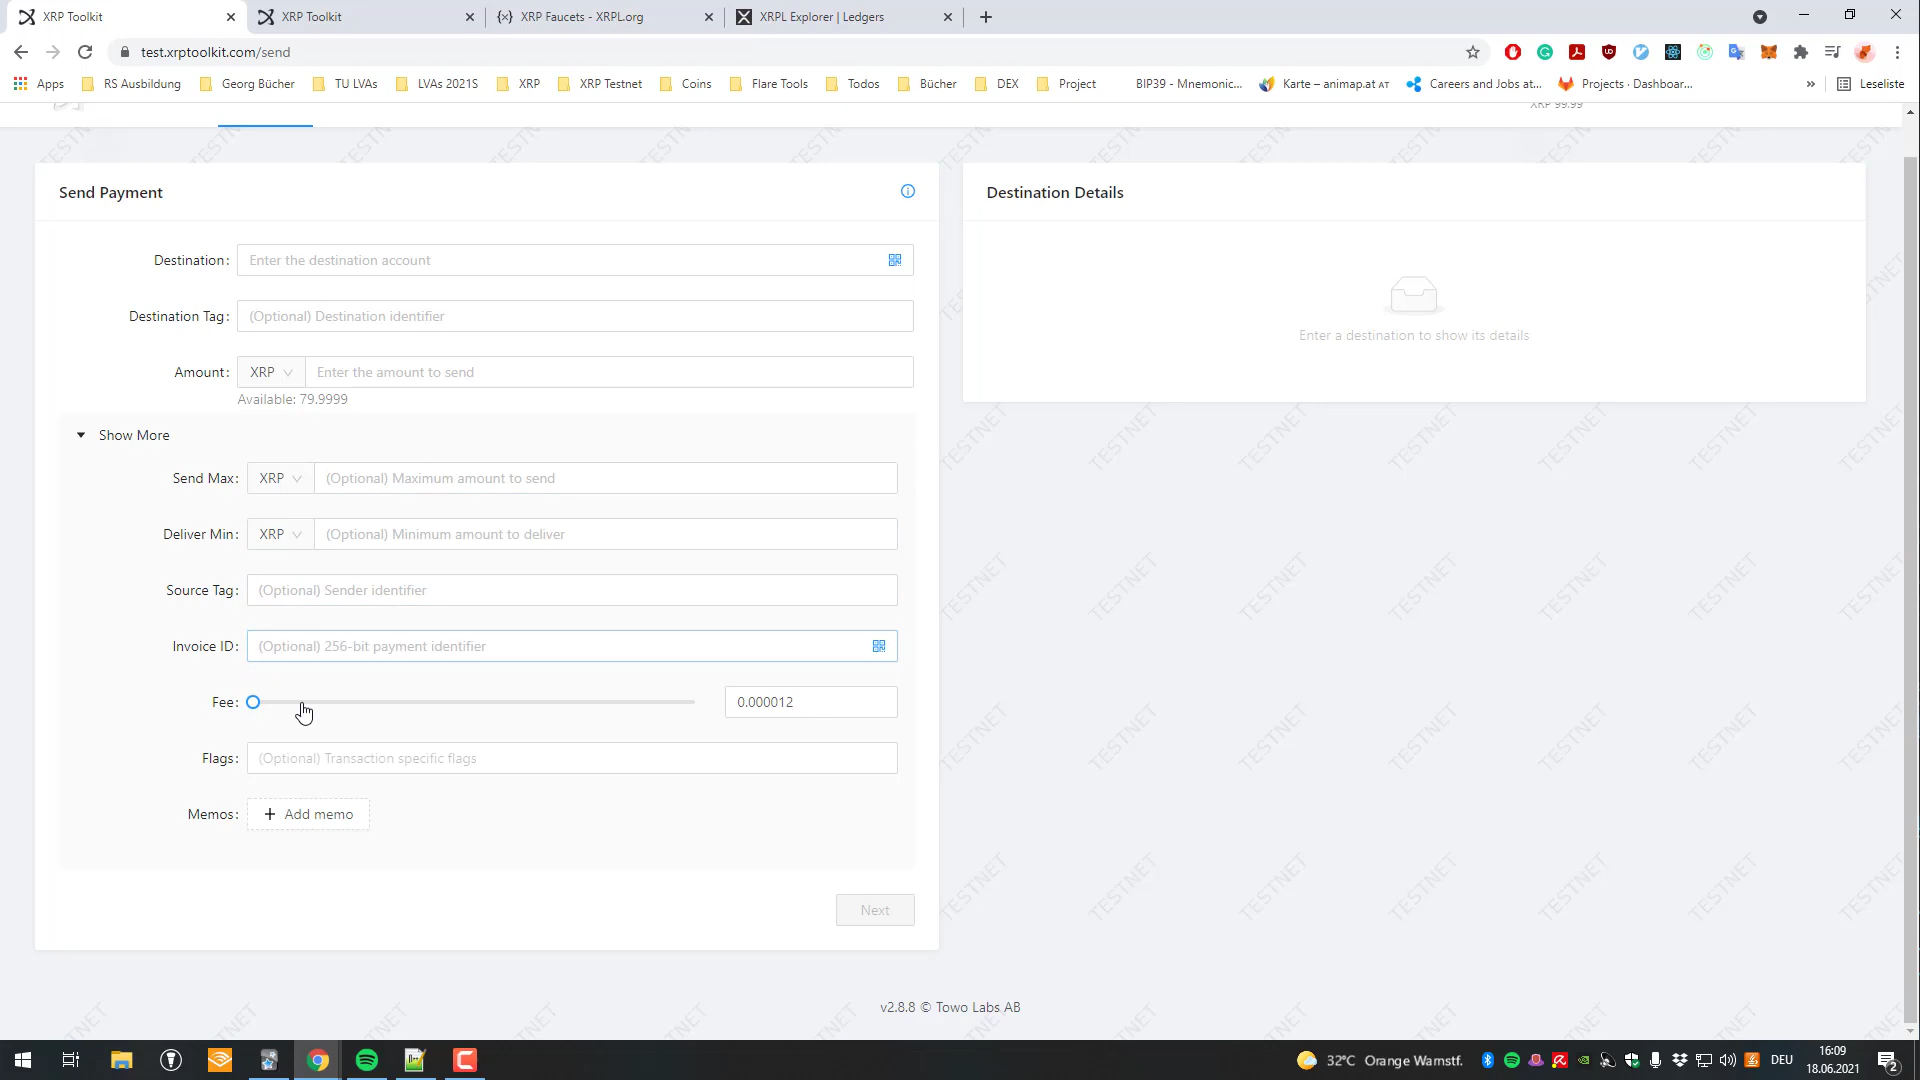 XRP Toolkit
XRP Toolkit
XRP Faucets - XRPL.org
XRPL Explorer | Ledgers
test.xrptoolkit.com/send
Apps
RS Ausbildung
Georg Bücher
TU LVAs
LVAs 2021S
XRP
XRP Testnet
Coins
Flare Tools
Todos
Bücher
DEX
Project
BIP39 - Mnemonic...
Karte – animap.at AT
Careers and Jobs at...
Projects · Dashboar...
»
Leseliste
XRP 99.99
Send Payment
Destination Details
Destination:
Enter the destination account
Destination Tag:
(Optional) Destination identifier
Enter a destination to show its details
Amount:
XRP
Enter the amount to send
Available: 79.9999
Show More
Send Max:
XRP
(Optional) Maximum amount to send
Deliver Min:
XRP
(Optional) Minimum amount to deliver
Source Tag:
(Optional) Sender identifier
Invoice ID:
(Optional) 256-bit payment identifier
Fee:
0.000012
Flags:
(Optional) Transaction specific flags
Memos:
+ Add memo
Next
TESTNET
v2.8.8 © Towo Labs AB
32°C Orange Warnstf.
DEU
16:09
18.06.2021
2